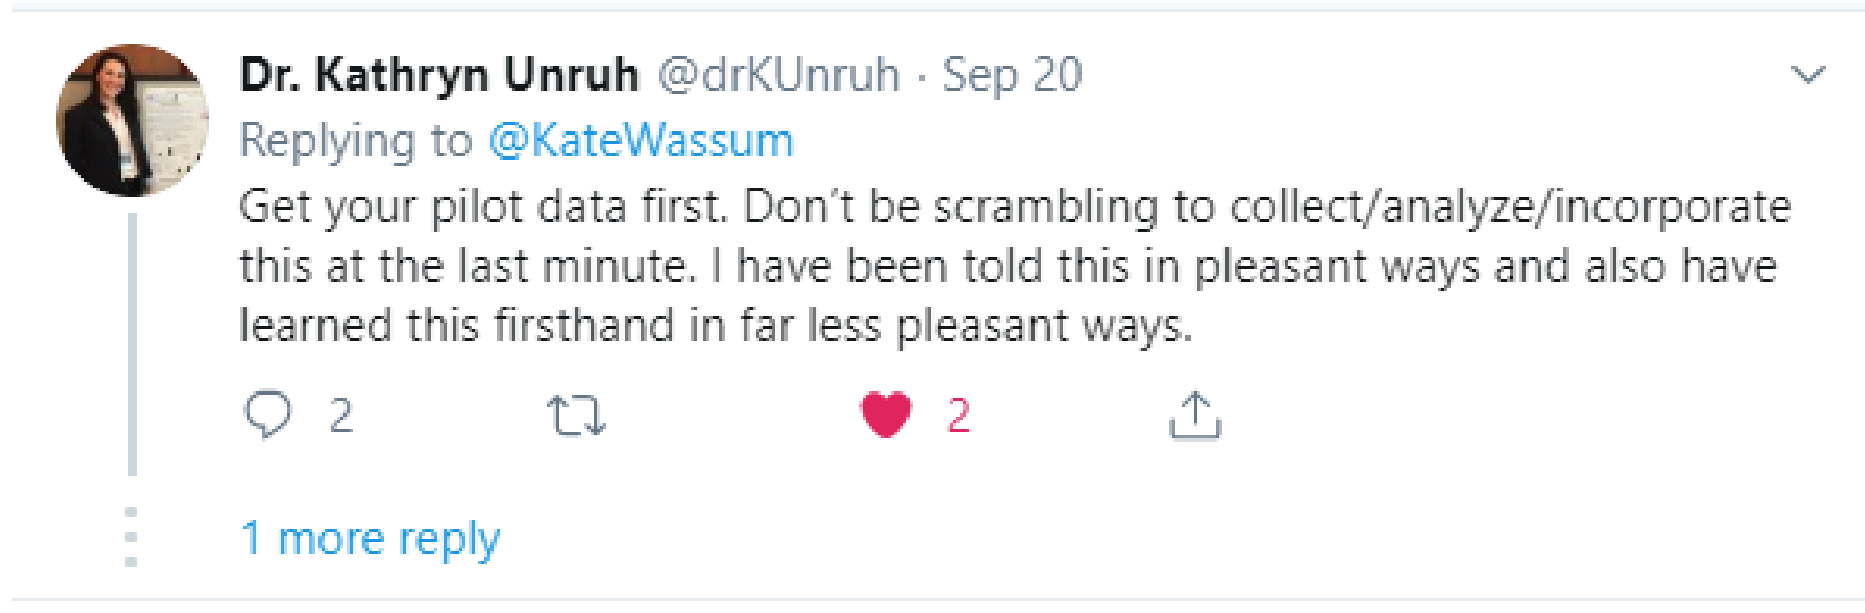 Dr. Kathryn Unruh @drKUnruh · Sep 20
Replying to @KateWassum
Get your pilot data first. Don't be scrambling to collect/analyze/incorporate
this at the last minute. I have been told this in pleasant ways and also have
learned this firsthand in far less pleasant ways.
2 2
1 more reply